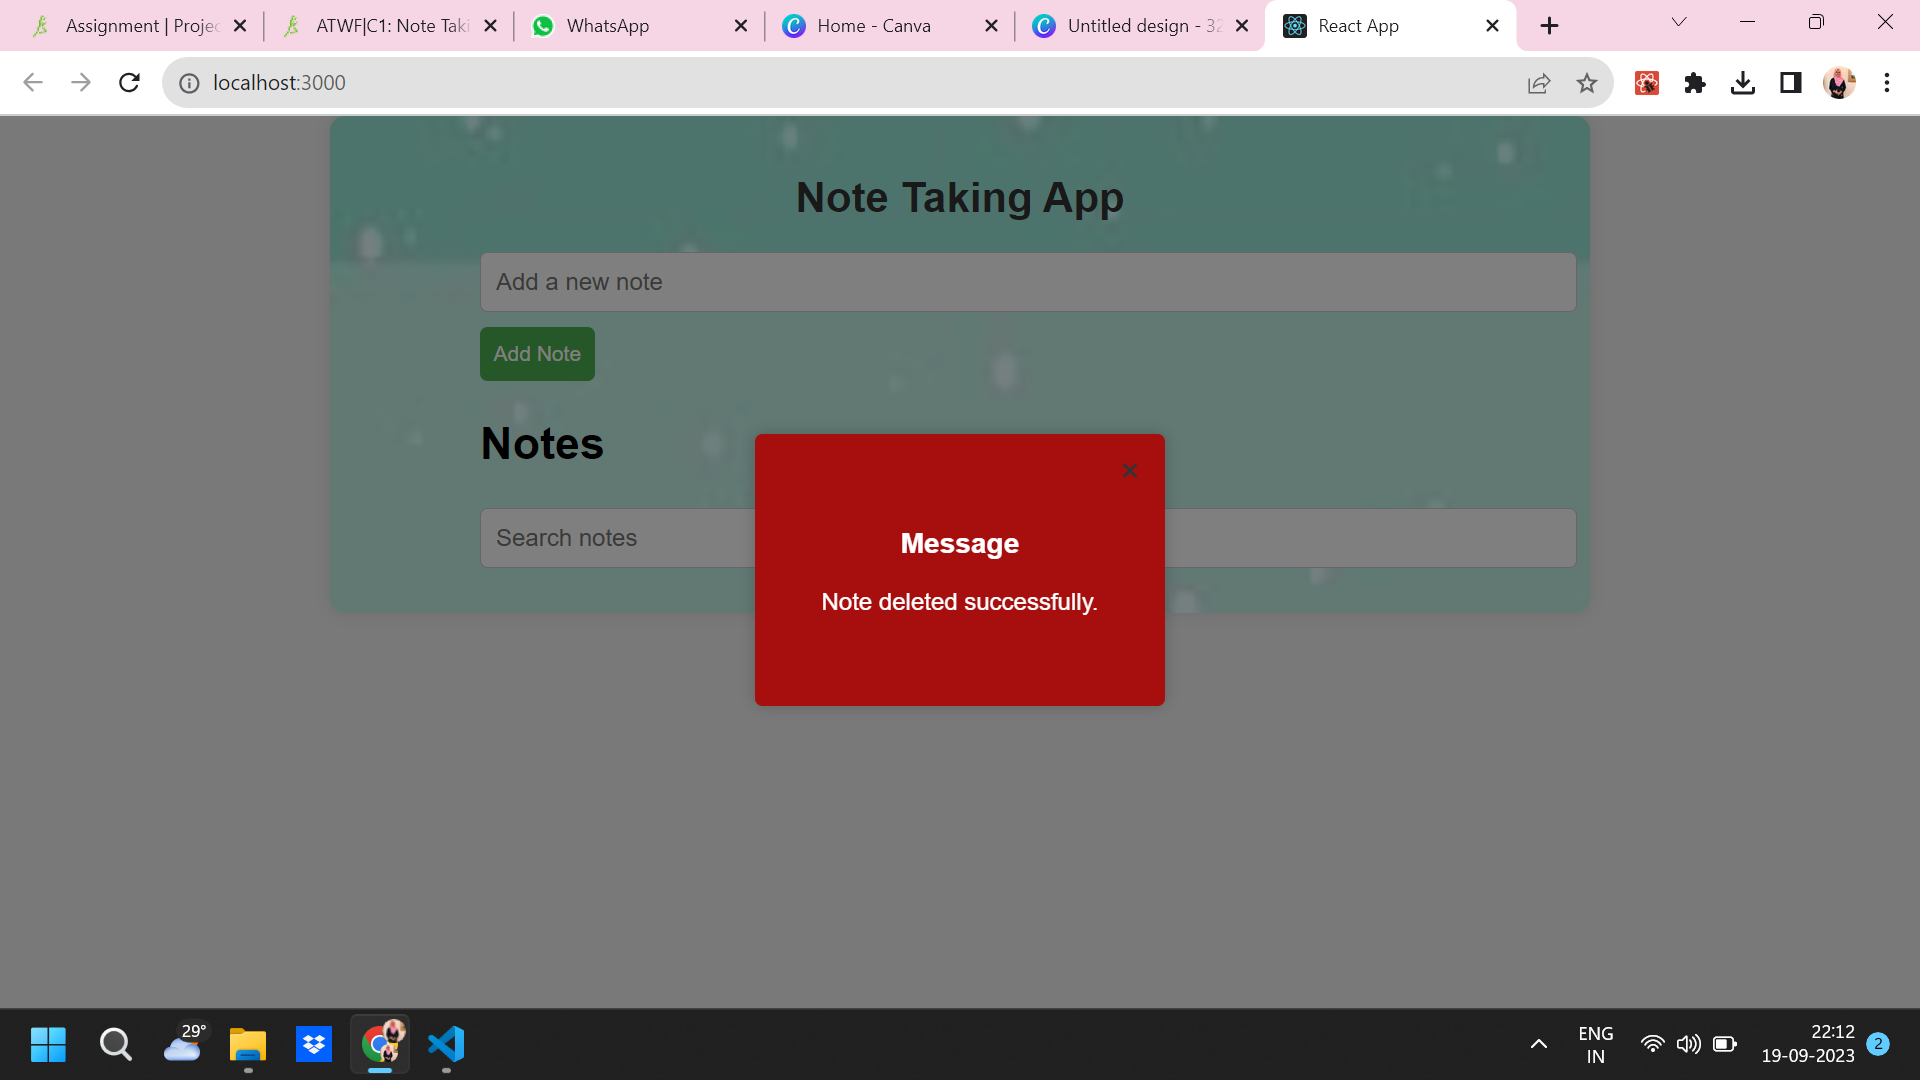 Assignment | Projec
ATWF|C1: Note Taki
WhatsApp
Home - Canva
Untitled design - 32
React App
localhost:3000
Note Taking App
Add a new note
Add Note
Notes
Search notes
Message
Note deleted successfully.
29°
ENG
IN
22:12
19-09-2023
2